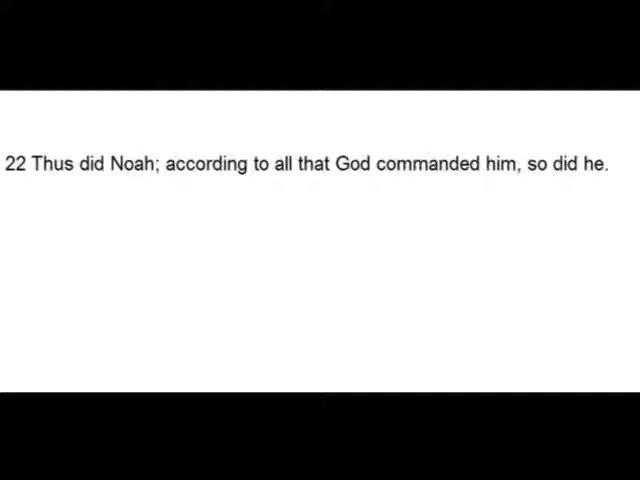 22 Thus did Noah; according to all that God commanded him, so did he.